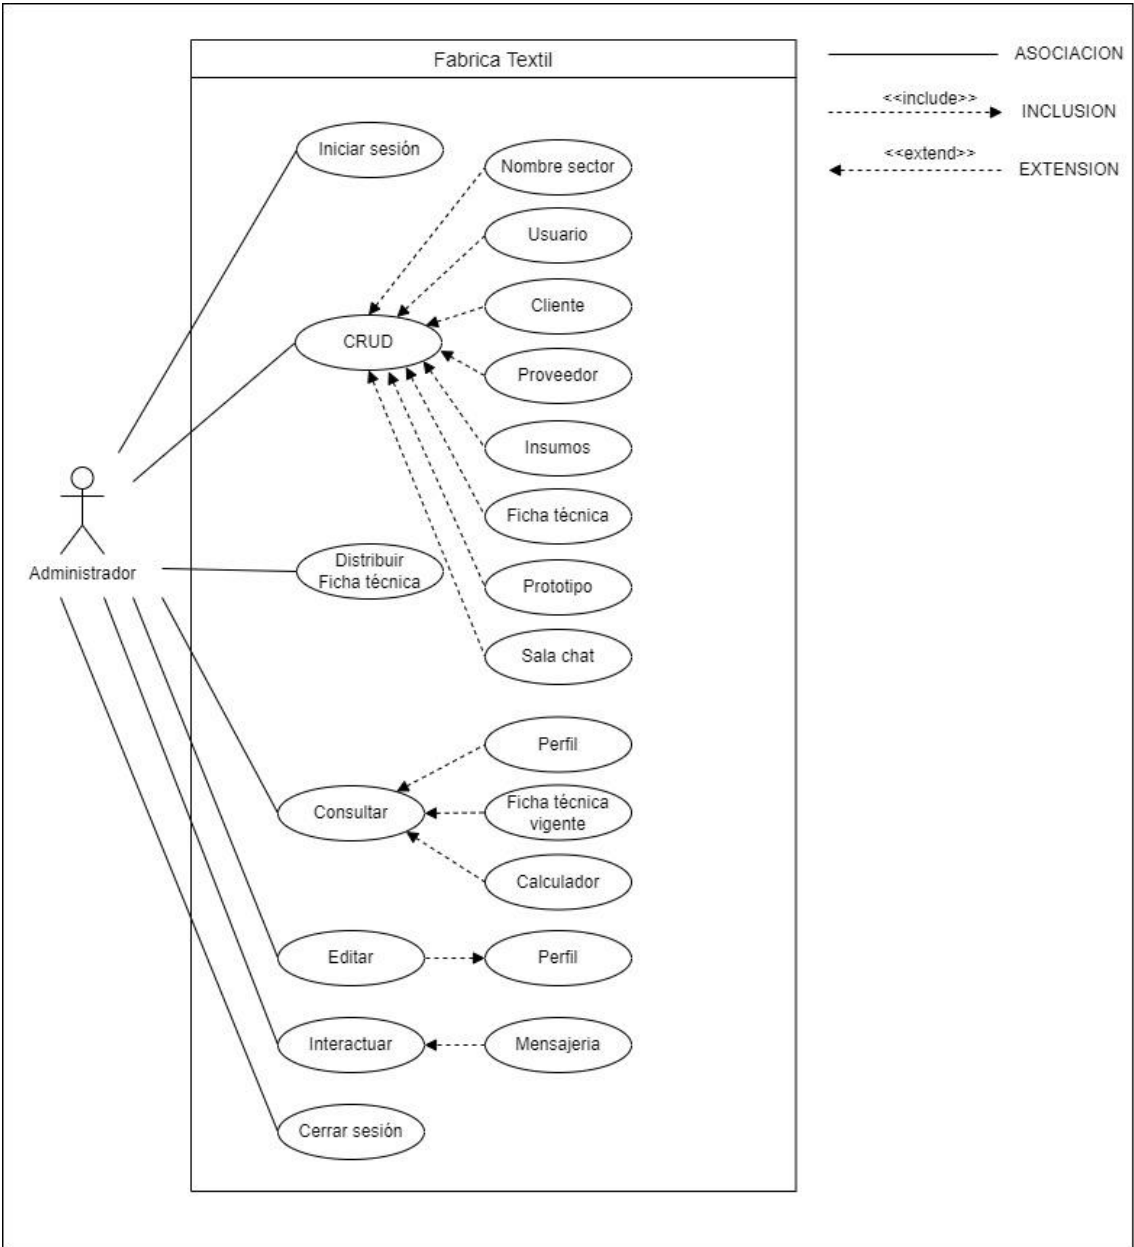 Fabrica Textil
ASOCIACION
<<include>>
INCLUSION
<<extend>>
EXTENSION
Iniciar sesión
Nombre sector
Usuario
Cliente
CRUD
Proveedor
Insumos
Ficha técnica
Distribuir
Ficha técnica
Administrador
Prototipo
Sala chat
Perfil
Consultar
Ficha técnica
vigente
Calculador
Editar
Perfil
Interactuar
Mensajeria
Cerrar sesión